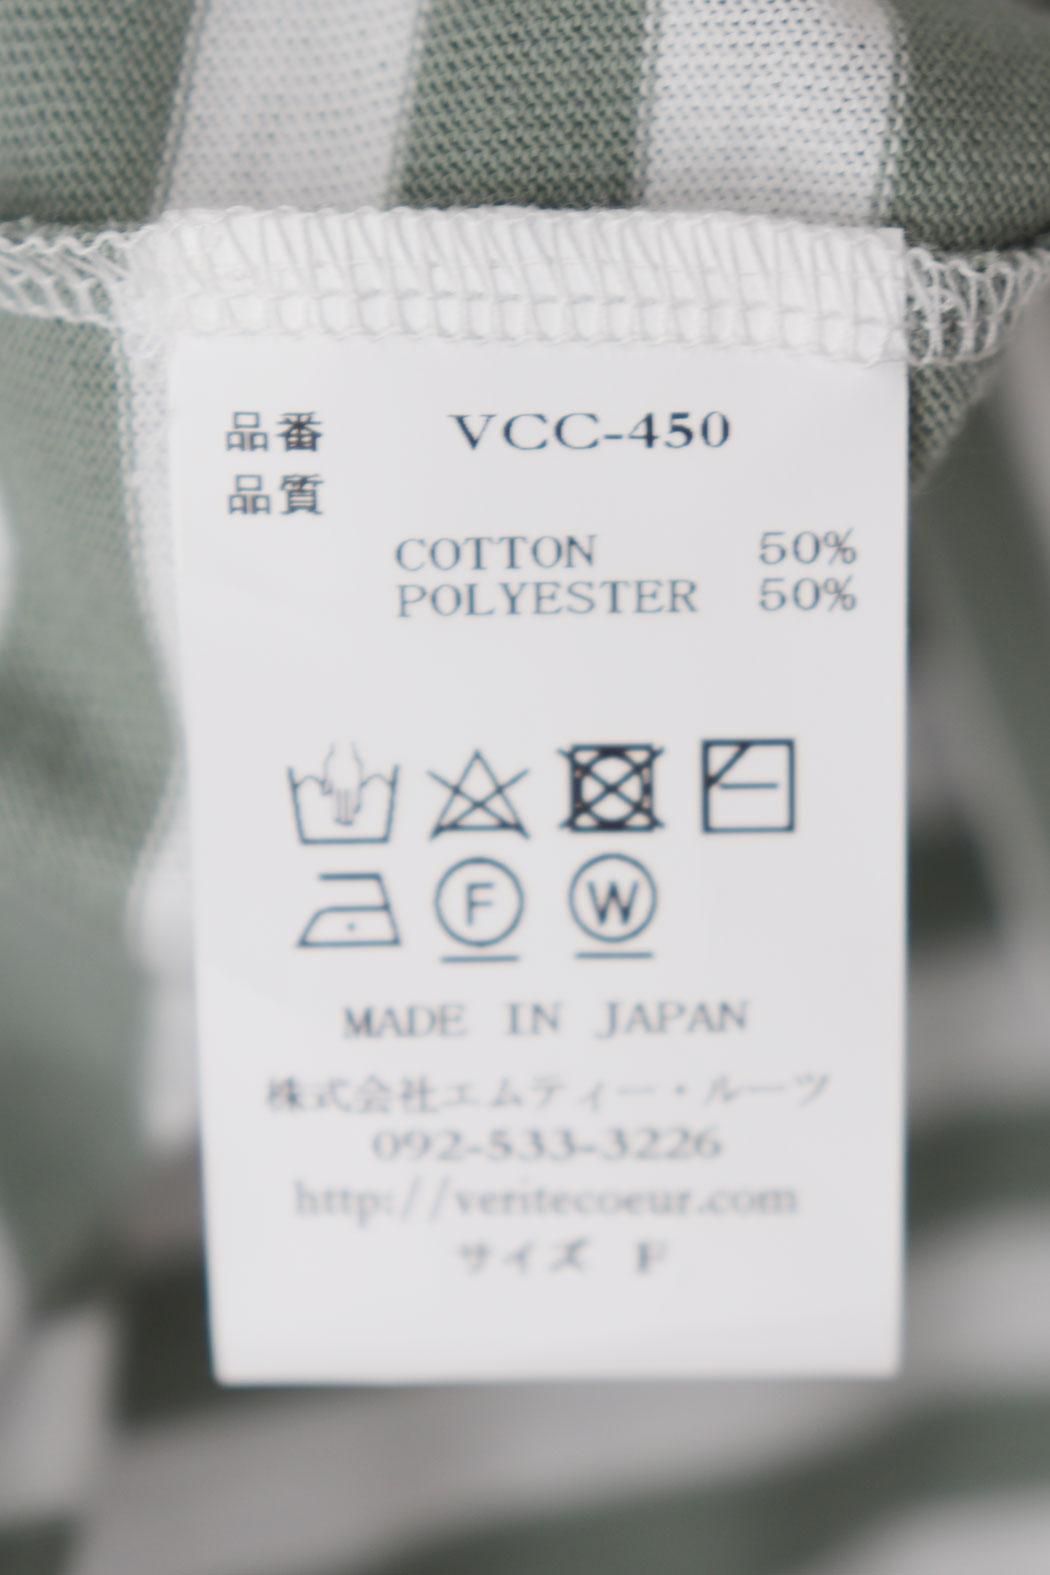 品番 VCC-450
品質
COTTON 50%
POLYESTER 50%
F W
MADE IN JAPAN
株式会社エムティー・ルーツ
092-533-3226
http://veritecoeur.com
サイズ F